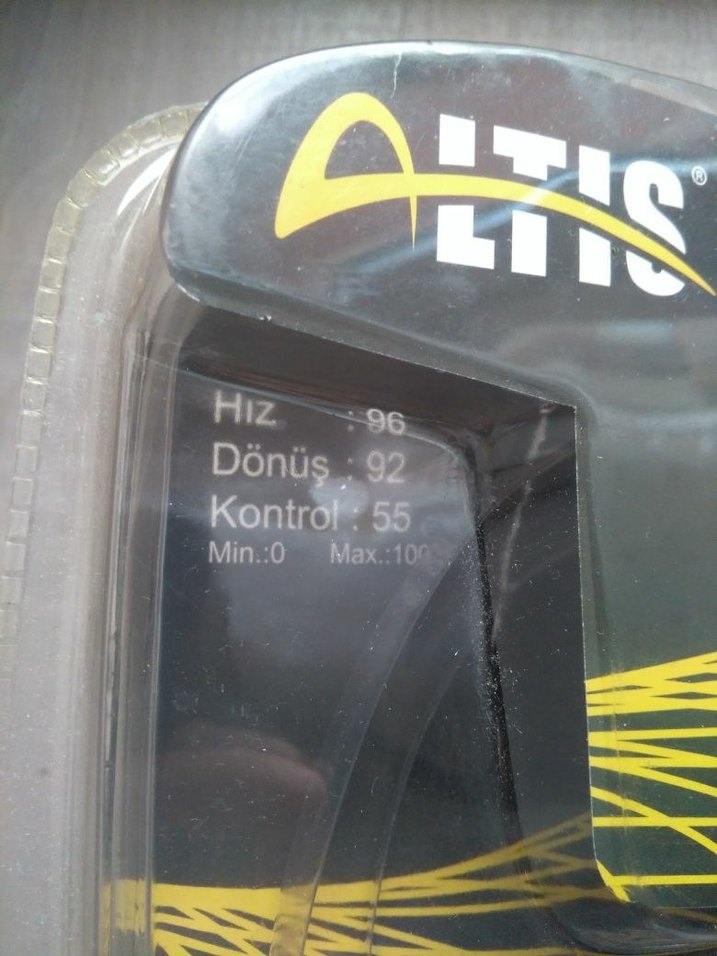 ALTIS®
Hız : 96
Dönüş : 92
Kontrol : 55
Min.:0 Max.:100